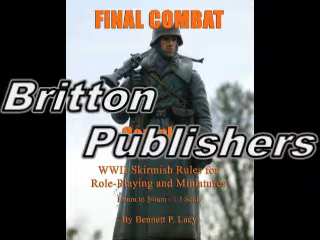 FINAL COMBAT
Britton
Publishers
WWII Skirmish Rules for
Role-Playing and Miniatures
By Bennett P. Lacy